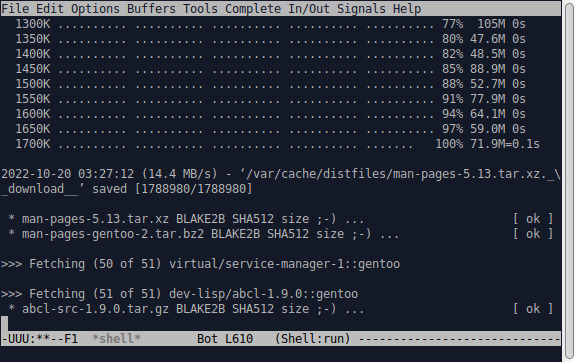 File Edit Options Buffers Tools Complete In/Out Signals Help
1300K .......... .......... .......... .......... .......... 77%  105M 0s
1350K .......... .......... .......... .......... .......... 80% 47.6M 0s
1400K .......... .......... .......... .......... .......... 82% 48.5M 0s
1450K .......... .......... .......... .......... .......... 85% 88.9M 0s
1500K .......... .......... .......... .......... .......... 88% 52.7M 0s
1550K .......... .......... .......... .......... .......... 91% 77.9M 0s
1600K .......... .......... .......... .......... .......... 94% 64.1M 0s
1650K .......... .......... .......... .......... .......... 97% 59.0M 0s
1700K .......... .......... .......... .......... .......   100% 71.9M=0.1s
2022-10-20 03:27:12 (14.4 MB/s) - ‘/var/cache/distfiles/man-pages-5.13.tar.xz._\
_download__’ saved [1788980/1788980]
* man-pages-5.13.tar.xz BLAKE2B SHA512 size ;-) ... [ ok ]
* man-pages-gentoo-2.tar.bz2 BLAKE2B SHA512 size ;-) ... [ ok ]
>>> Fetching (50 of 51) virtual/service-manager-1::gentoo
>>> Fetching (51 of 51) dev-lisp/abcl-1.9.0::gentoo
* abcl-src-1.9.0.tar.gz BLAKE2B SHA512 size ;-) ... [ ok ]
-UUU:**--F1  *shell*        Bot L610   (Shell:run) ----------------------------